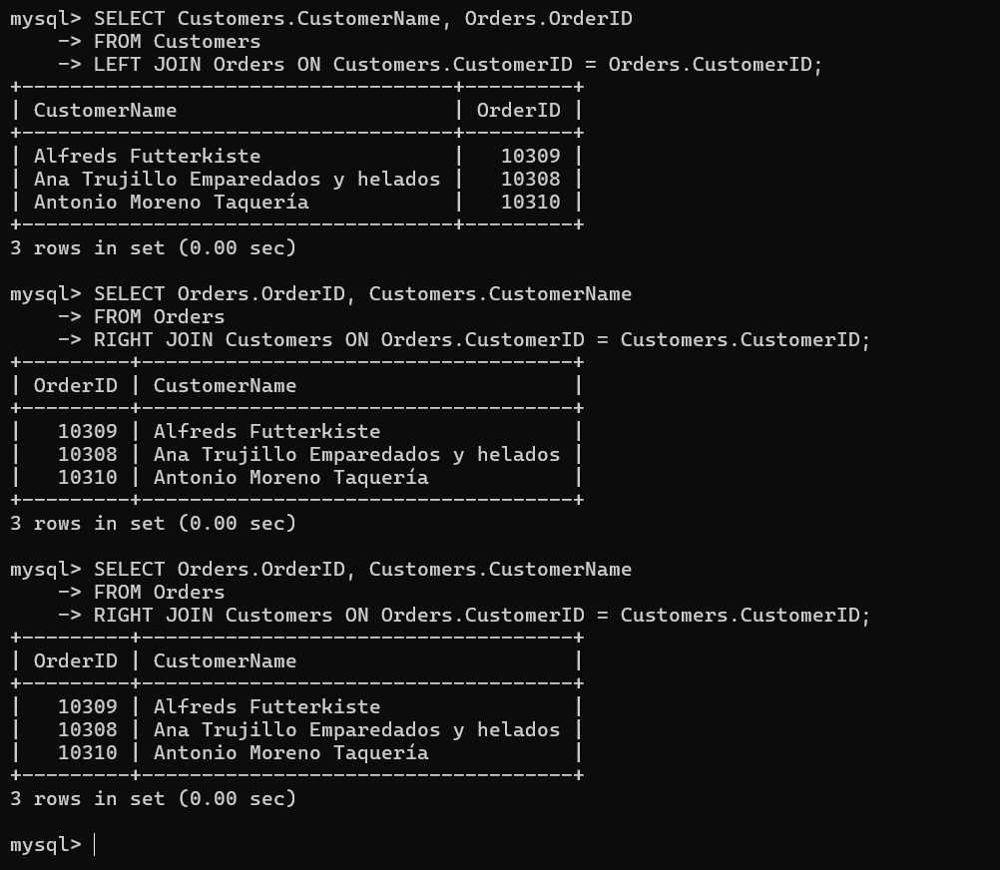 mysql> SELECT Customers.CustomerName, Orders.OrderID
    -> FROM Customers
    -> LEFT JOIN Orders ON Customers.CustomerID = Orders.CustomerID;
+------------------------------------+---------+
| CustomerName                       | OrderID |
+------------------------------------+---------+
| Alfreds Futterkiste                |   10309 |
| Ana Trujillo Emparedados y helados |   10308 |
| Antonio Moreno Taquería            |   10310 |
+------------------------------------+---------+
3 rows in set (0.00 sec)

mysql> SELECT Orders.OrderID, Customers.CustomerName
    -> FROM Orders
    -> RIGHT JOIN Customers ON Orders.CustomerID = Customers.CustomerID;
+---------+------------------------------------+
| OrderID | CustomerName                       |
+---------+------------------------------------+
|   10309 | Alfreds Futterkiste                |
|   10308 | Ana Trujillo Emparedados y helados |
|   10310 | Antonio Moreno Taquería            |
+---------+------------------------------------+
3 rows in set (0.00 sec)

mysql> SELECT Orders.OrderID, Customers.CustomerName
    -> FROM Orders
    -> RIGHT JOIN Customers ON Orders.CustomerID = Customers.CustomerID;
+---------+------------------------------------+
| OrderID | CustomerName                       |
+---------+------------------------------------+
|   10309 | Alfreds Futterkiste                |
|   10308 | Ana Trujillo Emparedados y helados |
|   10310 | Antonio Moreno Taquería            |
+---------+------------------------------------+
3 rows in set (0.00 sec)

mysql>